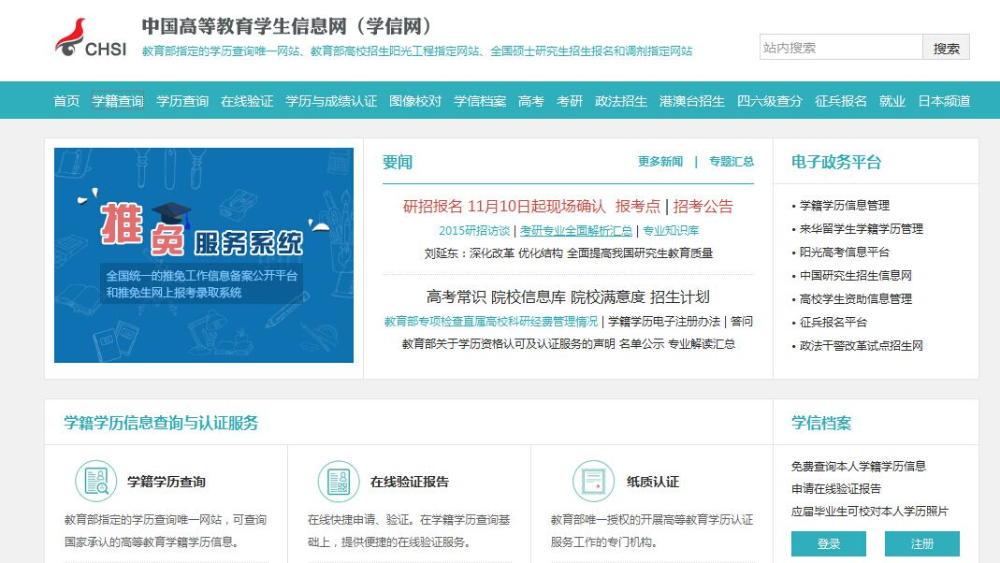 CHSI
中国高等教育学生信息网（学信网）
教育部指定的学历查询唯一网站、教育部高校招生阳光工程指定网站、全国硕士研究生招生报名和调剂指定网站
站内搜索 搜索
首页 学籍查询 学历查询 在线验证 学历与成绩认证 图像校对 学信档案 高考 考研 政法招生 港澳台招生 四六级查分 征兵报名 就业 日本频道
推免服务系统
全国统一的推免工作信息备案公开平台
和推免生网上报考录取系统
要闻 更多新闻 | 专题汇总
研招报名 11月10日起现场确认 报考点 | 招考公告
2015研招访谈 | 考研专业全面解析汇总 | 专业知识库
刘延东：深化改革 优化结构 全面提高我国研究生教育质量
高考常识 院校信息库 院校满意度 招生计划
教育部专项检查直属高校科研经费管理情况 | 学籍学历电子注册办法 | 答问
教育部关于学历资格认可及认证服务的声明 名单公示 专业解读汇总
电子政务平台
• 学籍学历信息管理
• 来华留学生学籍学历管理
• 阳光高考信息平台
• 中国研究生招生信息网
• 高校学生资助信息管理
• 征兵报名平台
• 政法干警改革试点招生网
学籍学历信息查询与认证服务
学籍学历查询
教育部指定的学历查询唯一网站，可查询
国家承认的高等教育学籍学历信息。
在线验证报告
在线快捷申请、验证。在学籍学历查询基
础上，提供便捷的在线验证服务。
纸质认证
教育部唯一授权的开展高等教育学历认证
服务工作的专门机构。
学信档案
免费查询本人学籍学历信息
申请在线验证报告
应届毕业生可校对本人学历照片
登录 注册